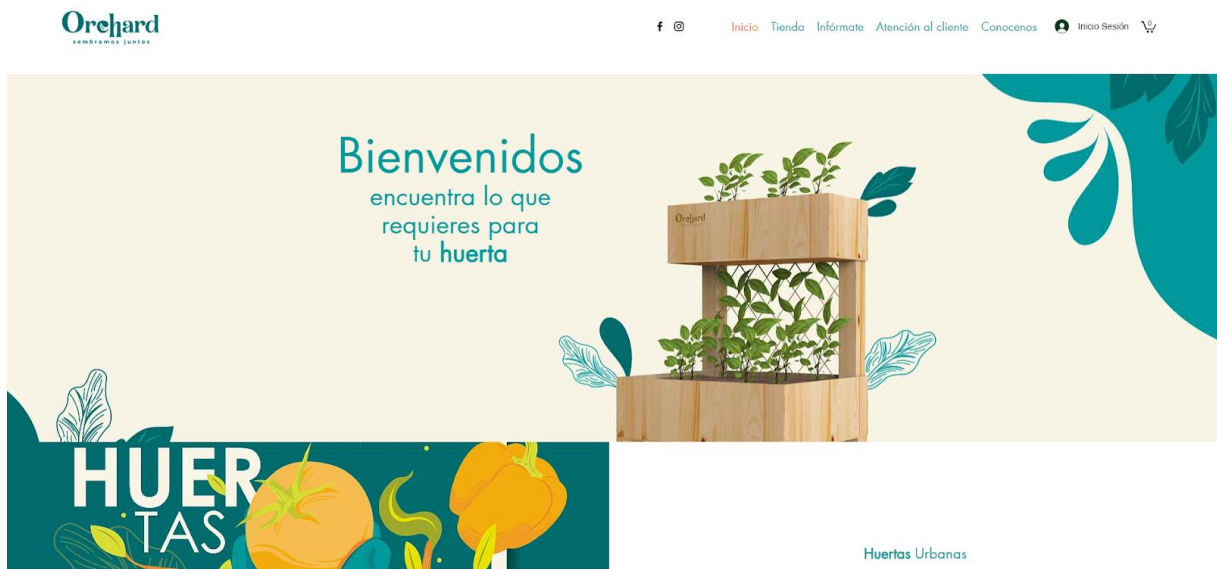 Orchard
sembramos juntos
Inicio Tienda Infórmate Atención al cliente Conocenos Inicio Sesión 0
Bienvenidos
encuentra lo que
requieres para
tu huerta
Orchard
HUER
TAS
Huertas Urbanas